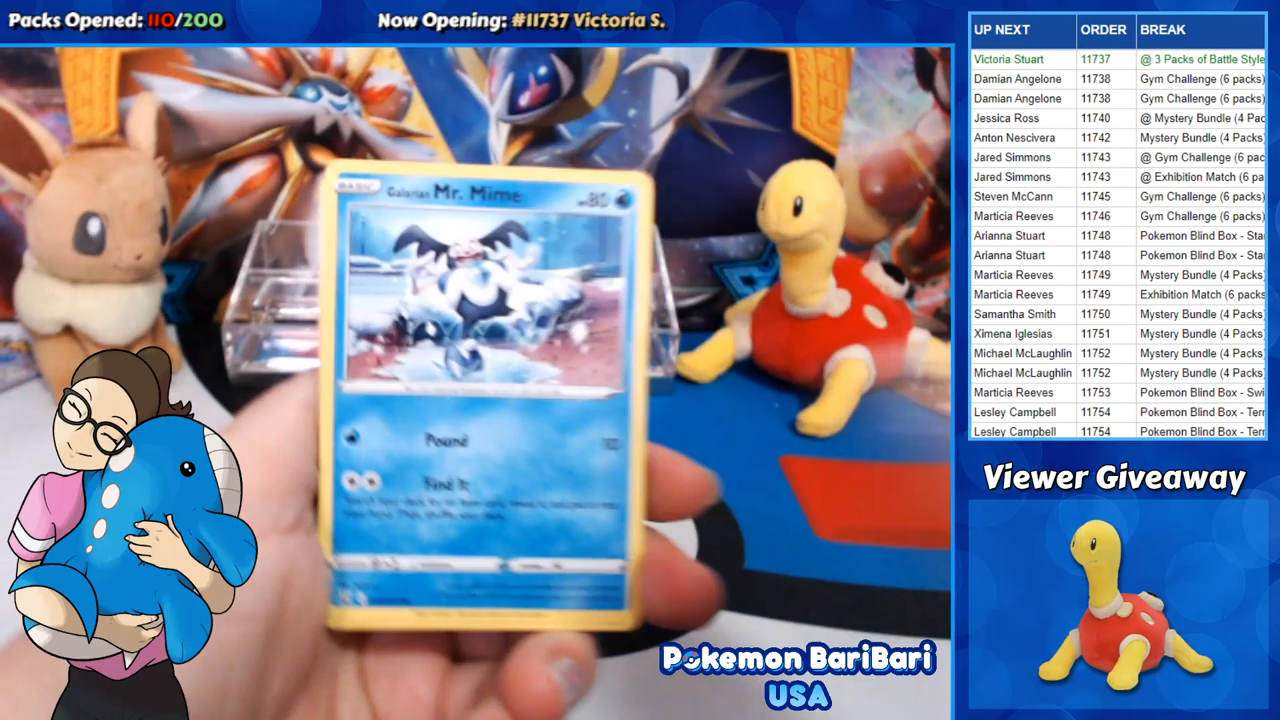 Packs Opened: 110/200
Now Opening: #11737 Victoria S.
UP NEXT ORDER BREAK
Victoria Stuart 11737 @ 3 Packs of Battle Style
Damian Angelone 11738 Gym Challenge (6 packs)
Damian Angelone 11738 Gym Challenge (6 packs)
Jessica Ross 11740 @ Mystery Bundle (4 Pac
Anton Nescivera 11742 Mystery Bundle (4 Packs)
Jared Simmons 11743 @ Gym Challenge (6 pac
Jared Simmons 11743 @ Exhibition Match (6 pa
Steven McCann 11745 Gym Challenge (6 packs)
Marticia Reeves 11746 Gym Challenge (6 packs)
Arianna Stuart 11748 Pokemon Blind Box - Sta
Arianna Stuart 11748 Pokemon Blind Box - Sta
Marticia Reeves 11749 Mystery Bundle (4 Packs)
Marticia Reeves 11749 Exhibition Match (6 packs
Samantha Smith 11750 Mystery Bundle (4 Packs)
Ximena Iglesias 11751 Mystery Bundle (4 Packs)
Michael McLaughlin 11752 Mystery Bundle (4 Packs)
Michael McLaughlin 11752 Mystery Bundle (4 Packs)
Marticia Reeves 11753 Pokemon Blind Box - Swi
Lesley Campbell 11754 Pokemon Blind Box - Terr
Lesley Campbell 11754 Pokemon Blind Box - Terr
BASIC Galarian Mr. Mime HP 80
Pound
Find It
Viewer Giveaway
Pokemon BariBari
USA